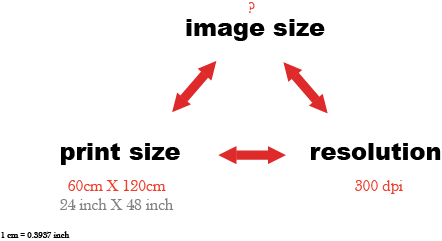 ?
image size
print size
resolution
60cm X 120cm
300 dpi
24 inch X 48 inch
1 cm = 0.3937 inch